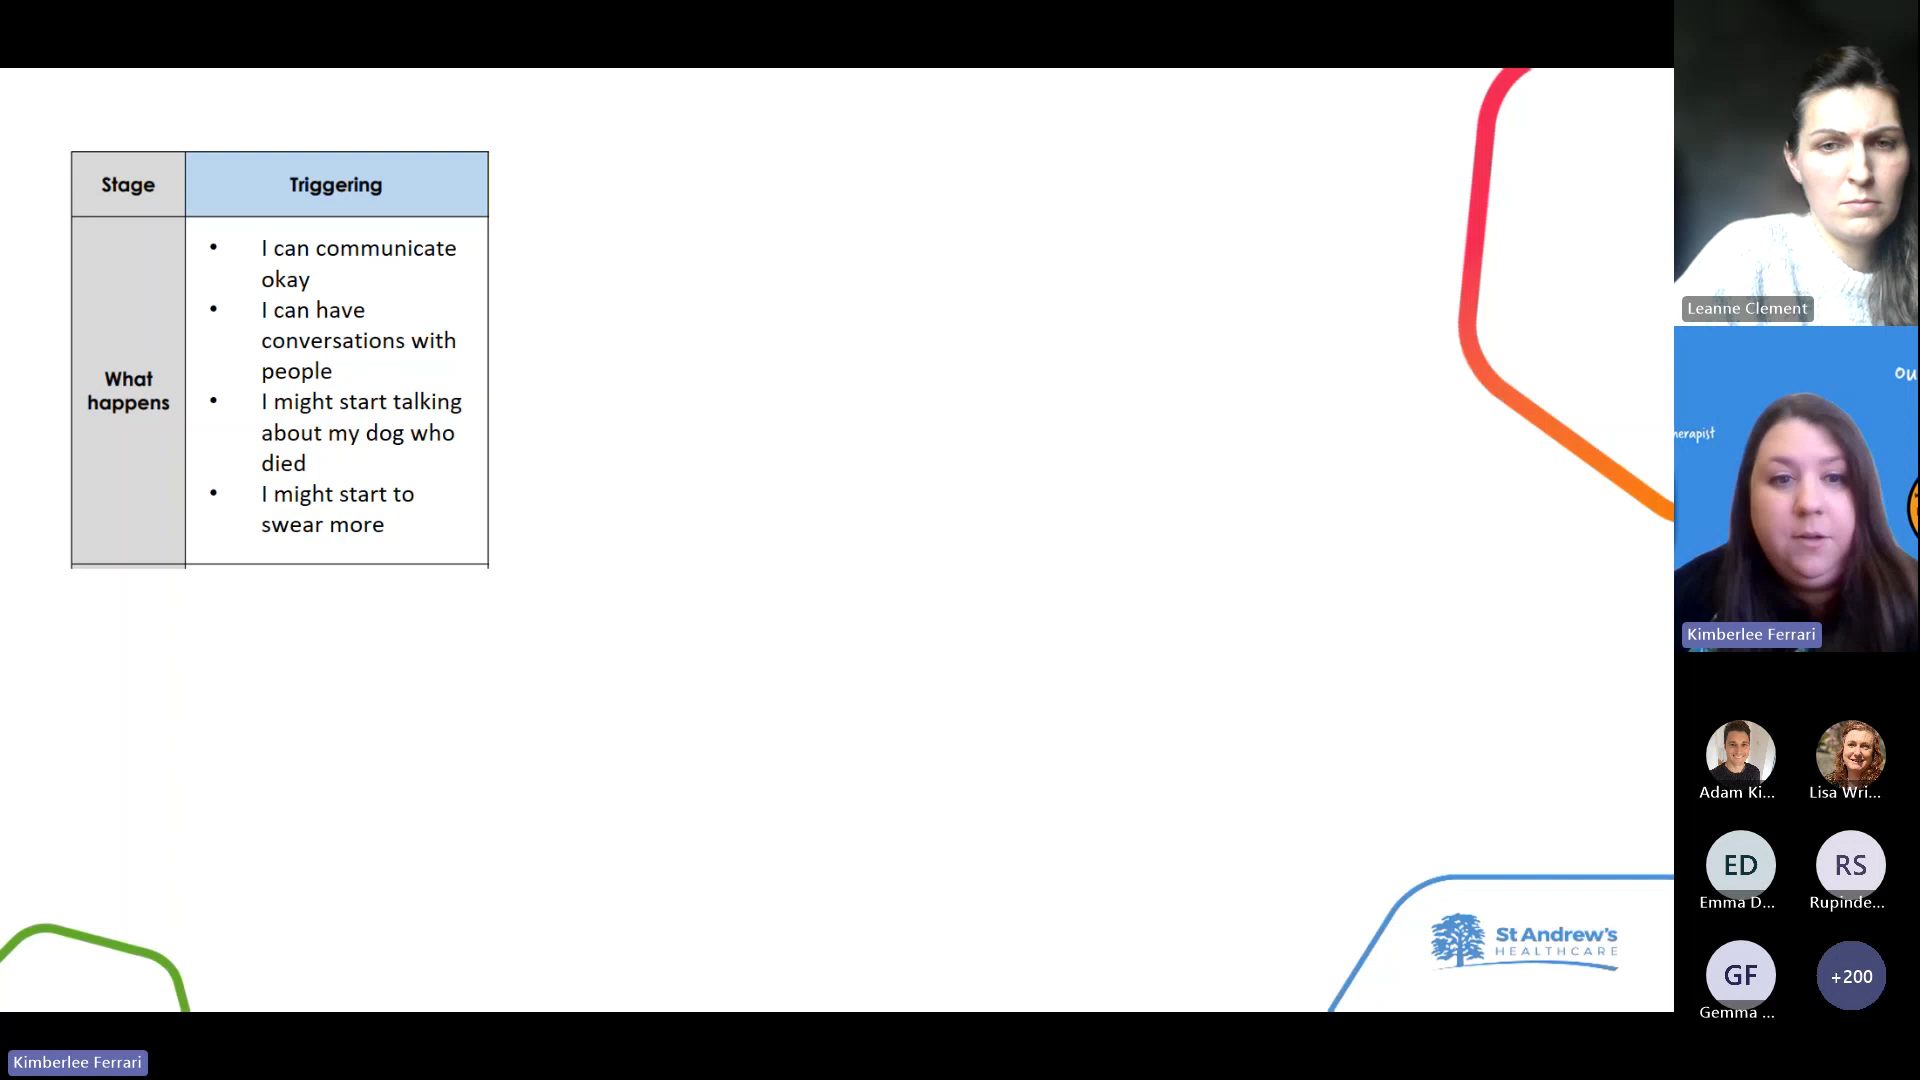 Stage
Triggering
What
happens
• I can communicate
okay
• I can have
conversations with
people
• I might start talking
about my dog who
died
• I might start to
swear more
St Andrew's
HEALTHCARE
Leanne Clement
ou
herapist
Kimberlee Ferrari
Adam Ki...
Lisa Wri...
ED
Emma D...
RS
Rupinde...
GF
Gemma ...
+200
Kimberlee Ferrari